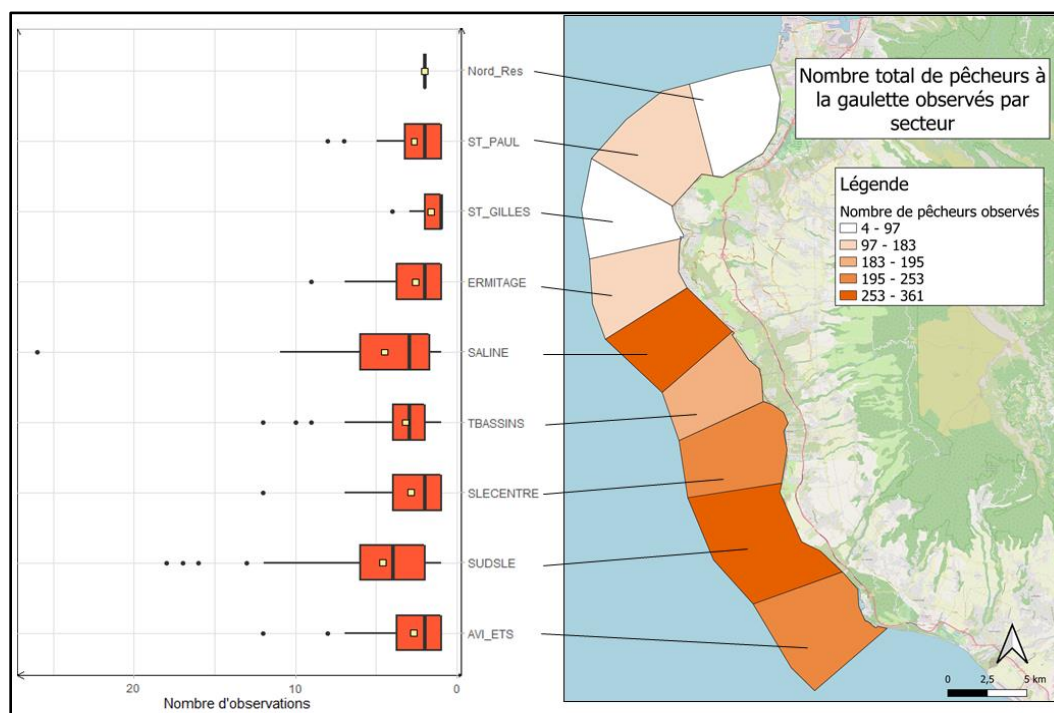 Nord_Res
ST_PAUL
ST_GILLES
ERMITAGE
SALINE
TBASSINS
SLECENTRE
SUDSLE
AVI_ETS
20
10
0
Nombre d'observations
Nombre total de pêcheurs à
la gaulette observés par
secteur
Légende
Nombre de pêcheurs observés
4 - 97
97 - 183
183 - 195
195 - 253
253 - 361
0 2,5 5 km